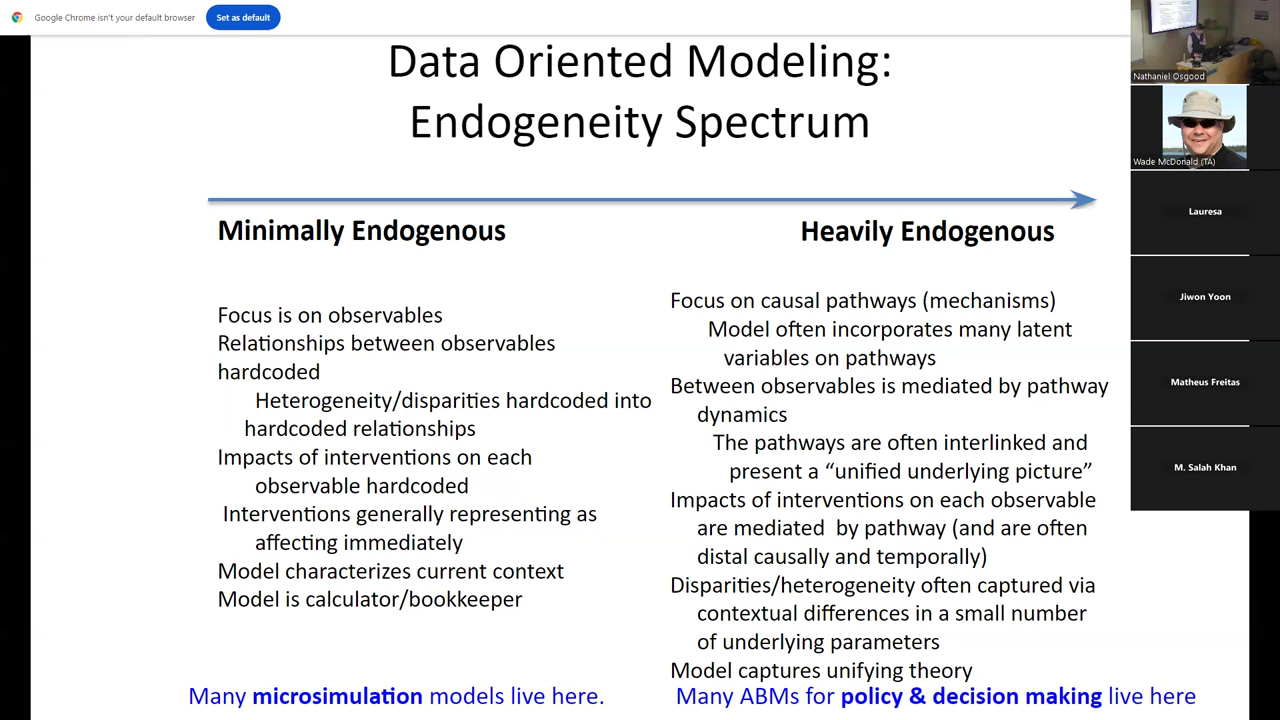 Google Chrome isn't your default browser
Set as default
Data Oriented Modeling:
Endogeneity Spectrum
Minimally Endogenous
Focus is on observables
Relationships between observables
hardcoded
Heterogeneity/disparities hardcoded into
hardcoded relationships
Impacts of interventions on each
observable hardcoded
Interventions generally representing as
affecting immediately
Model characterizes current context
Model is calculator/bookkeeper
Many microsimulation models live here.
Heavily Endogenous
Focus on causal pathways (mechanisms)
Model often incorporates many latent
variables on pathways
Between observables is mediated by pathway
dynamics
The pathways are often interlinked and
present a “unified underlying picture”
Impacts of interventions on each observable
are mediated by pathway (and are often
distal causally and temporally)
Disparities/heterogeneity often captured via
contextual differences in a small number
of underlying parameters
Model captures unifying theory
Many ABMs for policy & decision making live here
Nathaniel Osgood
Wade McDonald (TA)
Lauresa
Jiwon Yoon
Matheus Freitas
M. Salah Khan